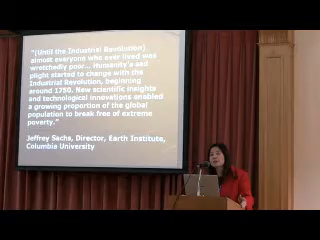 "(Until the Industrial Revolution),
almost everyone who ever lived was
wretchedly poor... Humanity's sad
plight started to change with the
Industrial Revolution, beginning
around 1750. New scientific insights
and technological innovations enabled
a growing proportion of the global
population to break free of extreme
poverty."
Jeffrey Sachs, Director, Earth Institute,
Columbia University